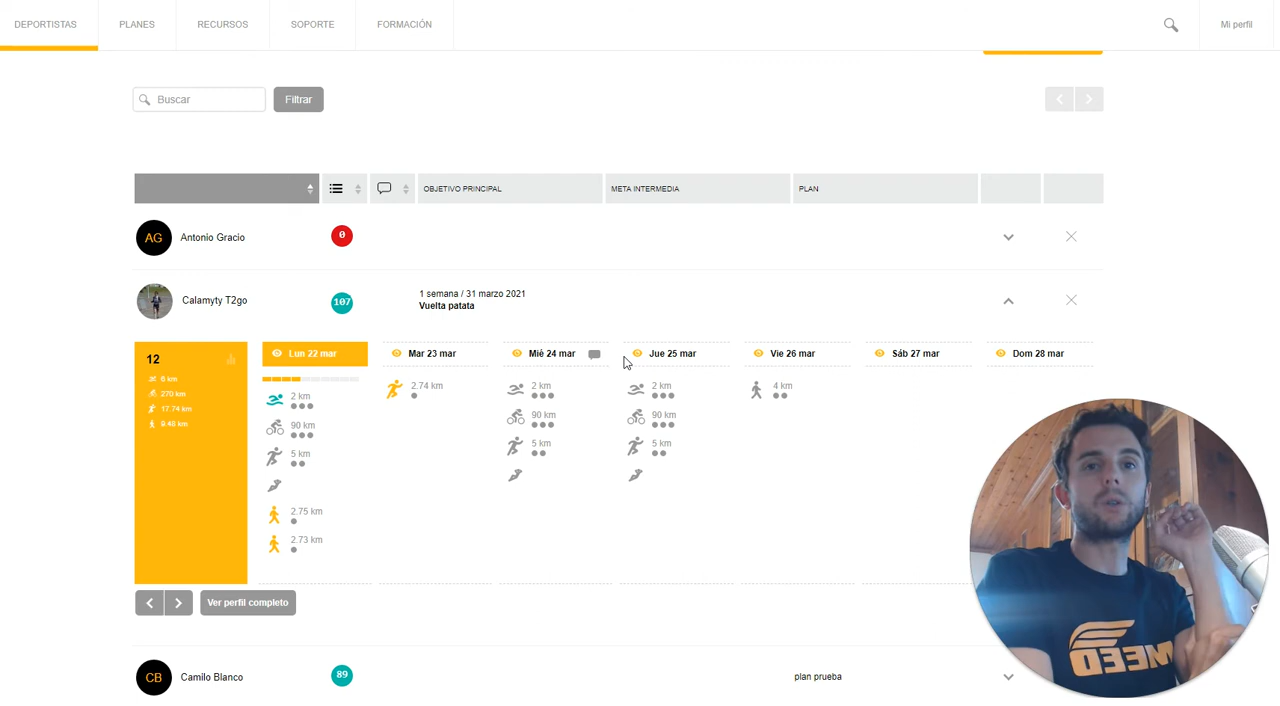 DEPORTISTAS PLANES RECURSOS SOPORTE FORMACIÓN Mi perfil
Buscar Filtrar
OBJETIVO PRINCIPAL META INTERMEDIA PLAN
AG Antonio Gracio 0
Calamyty T2go 107 1 semana / 31 marzo 2021
Vuelta patata
12 Lun 22 mar Mar 23 mar Mié 24 mar Jue 25 mar Vie 26 mar Sáb 27 mar Dom 28 mar
6 km 2 km 2.74 km 2 km 2 km 4 km
270 km 90 km 90 km 90 km
17.74 km 5 km 5 km 5 km
9.48 km
2.75 km
2.73 km
Ver perfil completo
CB Camilo Blanco 89 plan prueba